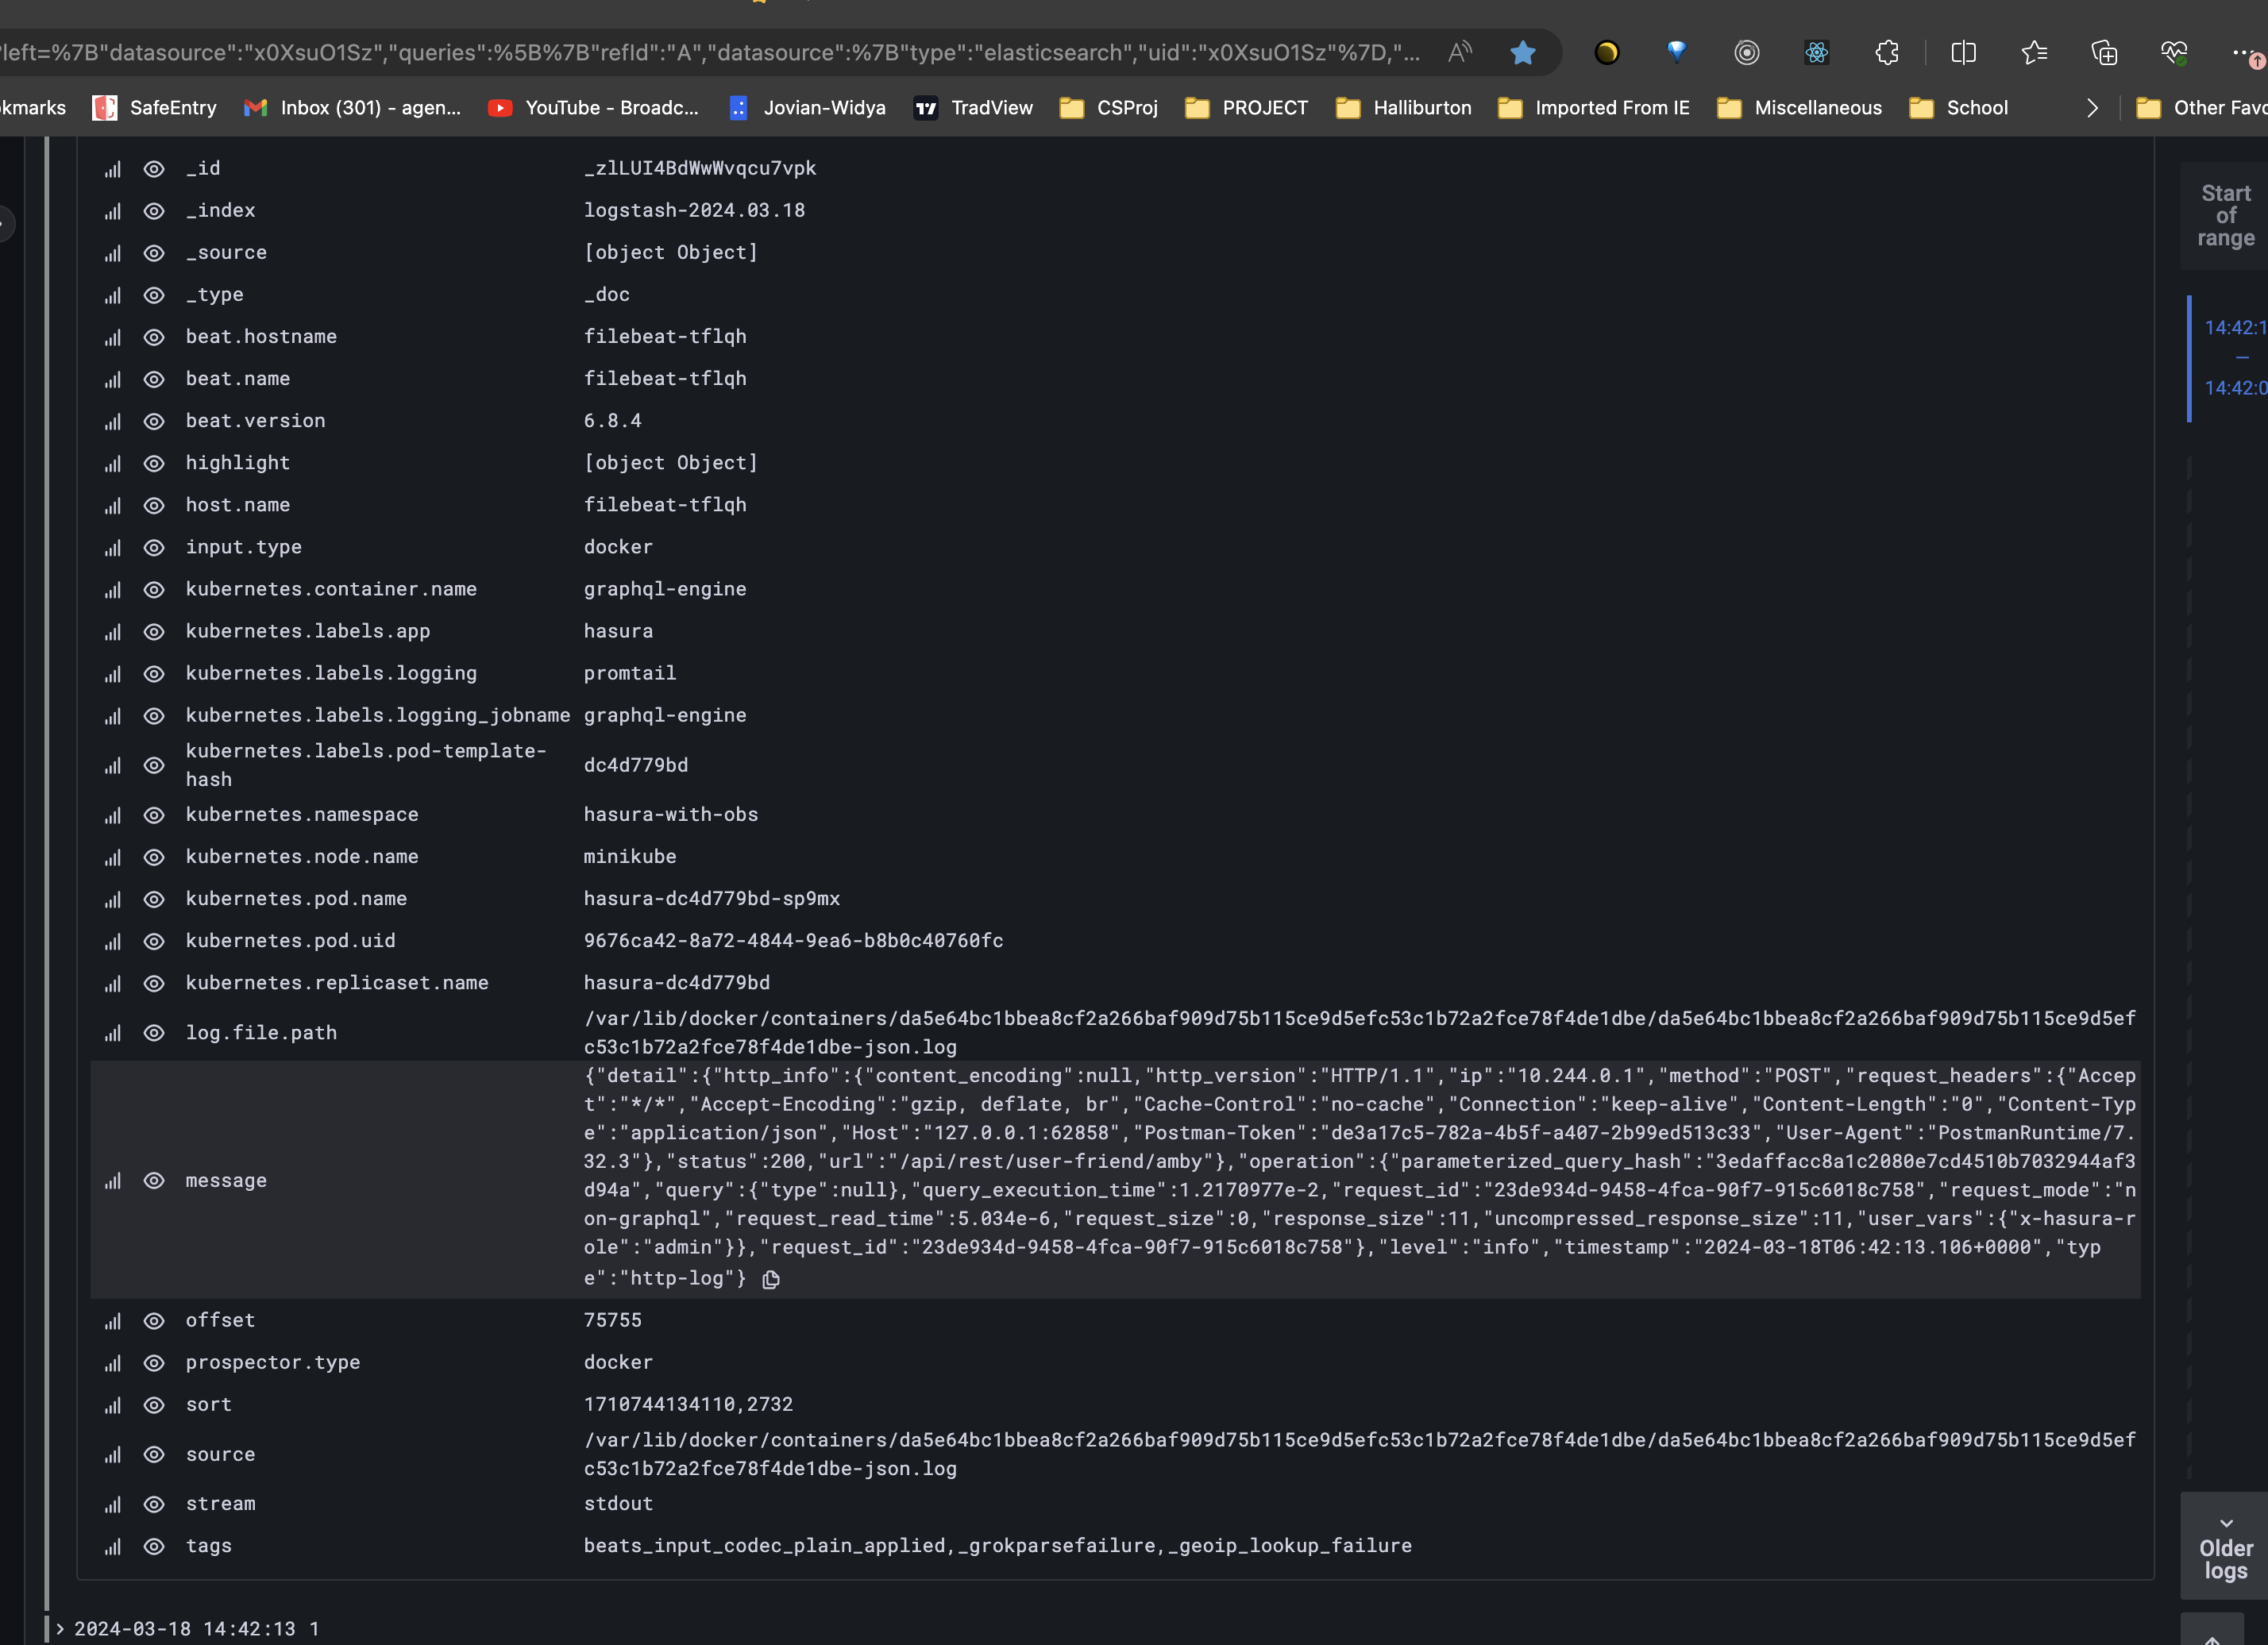 left=%7B"datasource":"x0XsuO1Sz","queries":%5B%7B"refId":"A","datasource":%7B"type":"elasticsearch","uid":"x0XsuO1Sz"%7D,"...
kmarks SafeEntry Inbox (301) - agen... YouTube - Broadc... Jovian-Widya TradView CSProj PROJECT Halliburton Imported From IE Miscellaneous School Other Favo
_id _zlLUI4BdWwWvqcu7vpk
_index logstash-2024.03.18
_source [object Object]
_type _doc
beat.hostname filebeat-tflqh
beat.name filebeat-tflqh
beat.version 6.8.4
highlight [object Object]
host.name filebeat-tflqh
input.type docker
kubernetes.container.name graphql-engine
kubernetes.labels.app hasura
kubernetes.labels.logging promtail
kubernetes.labels.logging_jobname graphql-engine
kubernetes.labels.pod-template-
hash dc4d779bd
kubernetes.namespace hasura-with-obs
kubernetes.node.name minikube
kubernetes.pod.name hasura-dc4d779bd-sp9mx
kubernetes.pod.uid 9676ca42-8a72-4844-9ea6-b8b0c40760fc
kubernetes.replicaset.name hasura-dc4d779bd
log.file.path /var/lib/docker/containers/da5e64bc1bbea8cf2a266baf909d75b115ce9d5efc53c1b72a2fce78f4de1dbe/da5e64bc1bbea8cf2a266baf909d75b115ce9d5ef
c53c1b72a2fce78f4de1dbe-json.log
message {"detail":{"http_info":{"content_encoding":null,"http_version":"HTTP/1.1","ip":"10.244.0.1","method":"POST","request_headers":{"Accep
t":"*/*","Accept-Encoding":"gzip, deflate, br","Cache-Control":"no-cache","Connection":"keep-alive","Content-Length":"0","Content-Typ
e":"application/json","Host":"127.0.0.1:62858","Postman-Token":"de3a17c5-782a-4b5f-a407-2b99ed513c33","User-Agent":"PostmanRuntime/7.
32.3"},"status":200,"url":"/api/rest/user-friend/amby"},"operation":{"parameterized_query_hash":"3edaffacc8a1c2080e7cd4510b7032944af3
d94a","query":{"type":null},"query_execution_time":1.2170977e-2,"request_id":"23de934d-9458-4fca-90f7-915c6018c758","request_mode":"n
on-graphql","request_read_time":5.034e-6,"request_size":0,"response_size":11,"uncompressed_response_size":11,"user_vars":{"x-hasura-r
ole":"admin"}},"request_id":"23de934d-9458-4fca-90f7-915c6018c758"},"level":"info","timestamp":"2024-03-18T06:42:13.106+0000","typ
e":"http-log"}
offset 75755
prospector.type docker
sort 1710744134110,2732
source /var/lib/docker/containers/da5e64bc1bbea8cf2a266baf909d75b115ce9d5efc53c1b72a2fce78f4de1dbe/da5e64bc1bbea8cf2a266baf909d75b115ce9d5ef
c53c1b72a2fce78f4de1dbe-json.log
stream stdout
tags beats_input_codec_plain_applied,_grokparsefailure,_geoip_lookup_failure
2024-03-18 14:42:13 1
Start
of
range
14:42:1
—
14:42:0
Older
logs